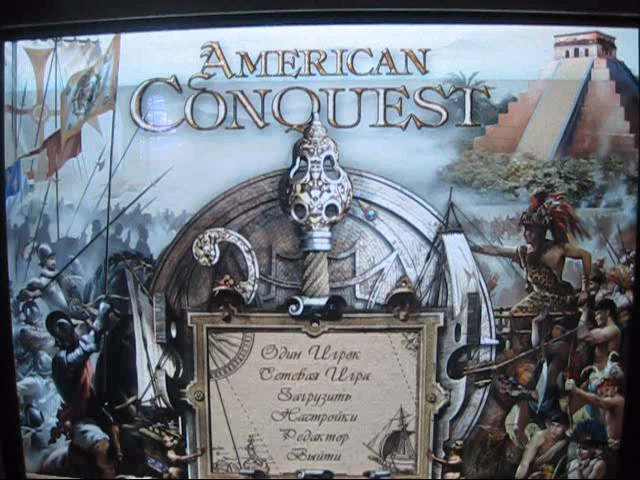 AMERICAN
CONQUEST
Один Игрок
Сетевая Игра
Загрузить
Настройки
Редактор
Выйти